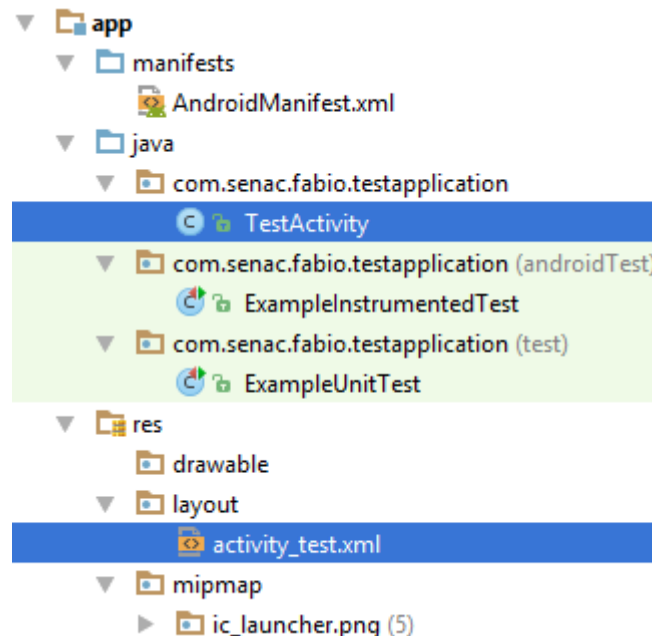 app
manifests
AndroidManifest.xml
java
com.senac.fabio.testapplication
C TestActivity
com.senac.fabio.testapplication (androidTest)
C ExampleInstrumentedTest
com.senac.fabio.testapplication (test)
C ExampleUnitTest
res
drawable
layout
activity_test.xml
mipmap
ic_launcher.png (5)